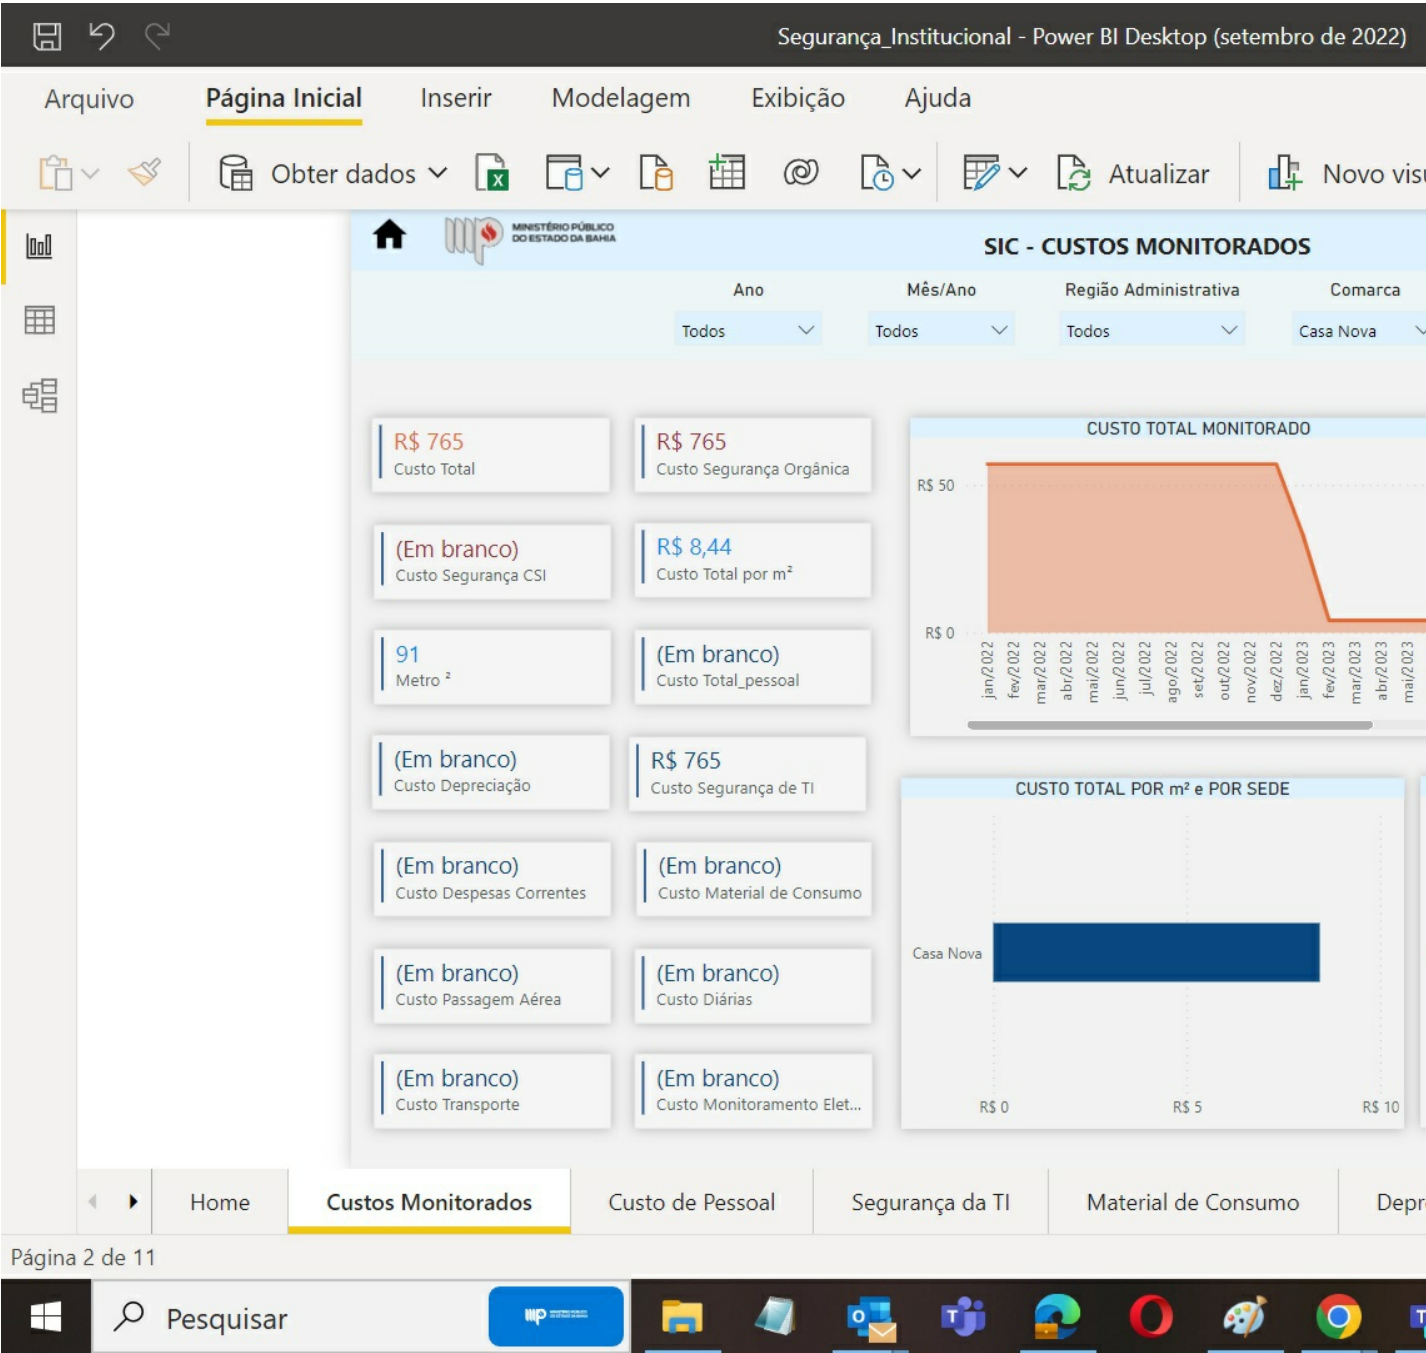 Segurança_Institucional - Power BI Desktop (setembro de 2022)
Arquivo Página Inicial Inserir Modelagem Exibição Ajuda
Obter dados Atualizar Novo visu
MINISTÉRIO PÚBLICO
DO ESTADO DA BAHIA
SIC - CUSTOS MONITORADOS
Ano Mês/Ano Região Administrativa Comarca
Todos Todos Todos Casa Nova
R$ 765
Custo Total
R$ 765
Custo Segurança Orgânica
(Em branco)
Custo Segurança CSI
R$ 8,44
Custo Total por m²
91
Metro ²
(Em branco)
Custo Total_pessoal
(Em branco)
Custo Depreciação
R$ 765
Custo Segurança de TI
(Em branco)
Custo Despesas Correntes
(Em branco)
Custo Material de Consumo
(Em branco)
Custo Passagem Aérea
(Em branco)
Custo Diárias
(Em branco)
Custo Transporte
(Em branco)
Custo Monitoramento Elet...
CUSTO TOTAL MONITORADO
R$ 50
R$ 0
jan/2022
fev/2022
mar/2022
abr/2022
mai/2022
jun/2022
jul/2022
ago/2022
set/2022
out/2022
nov/2022
dez/2022
jan/2023
fev/2023
mar/2023
abr/2023
mai/2023
CUSTO TOTAL POR m² e POR SEDE
Casa Nova
R$ 0 R$ 5 R$ 10
Home Custos Monitorados Custo de Pessoal Segurança da TI Material de Consumo Depr
Página 2 de 11
Pesquisar